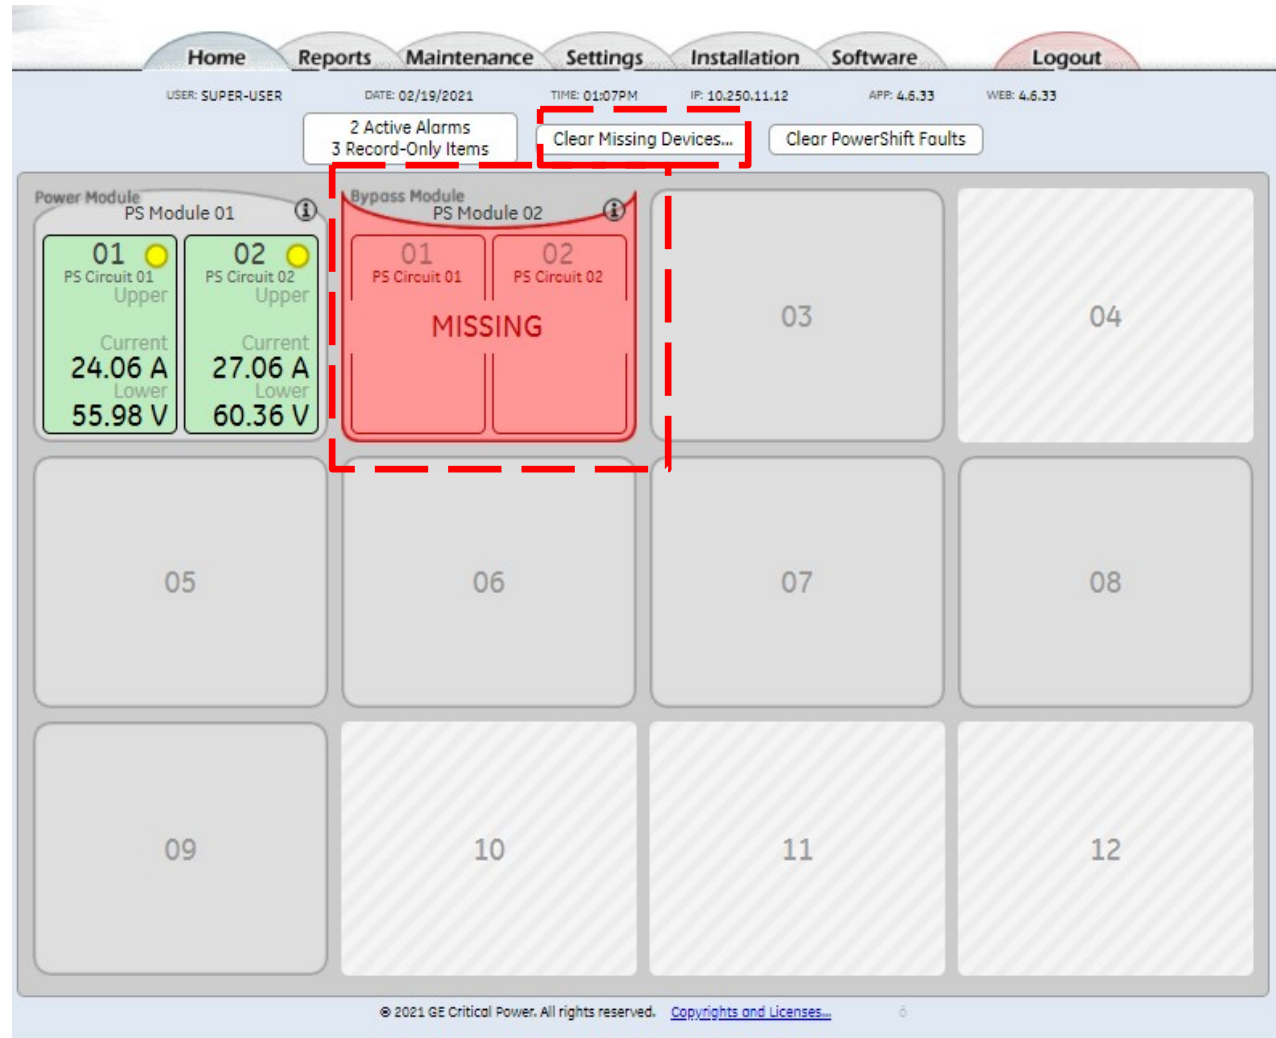 Home Reports Maintenance Settings Installation Software Logout
USER: SUPER-USER DATE: 02/19/2021 TIME: 01:07PM IP: 10.250.11.12 APP: 4.6.33 WEB: 4.6.33
2 Active Alarms
3 Record-Only Items
Clear Missing Devices...
Clear PowerShift Faults
Power Module
PS Module 01
01
PS Circuit 01
Upper
Current
24.06 A
Lower
55.98 V
02
PS Circuit 02
Upper
Current
27.06 A
Lower
60.36 V
Bypass Module
PS Module 02
01
PS Circuit 01
02
PS Circuit 02
MISSING
03
04
05
06
07
08
09
10
11
12
© 2021 GE Critical Power. All rights reserved. Copyrights and Licenses... ö